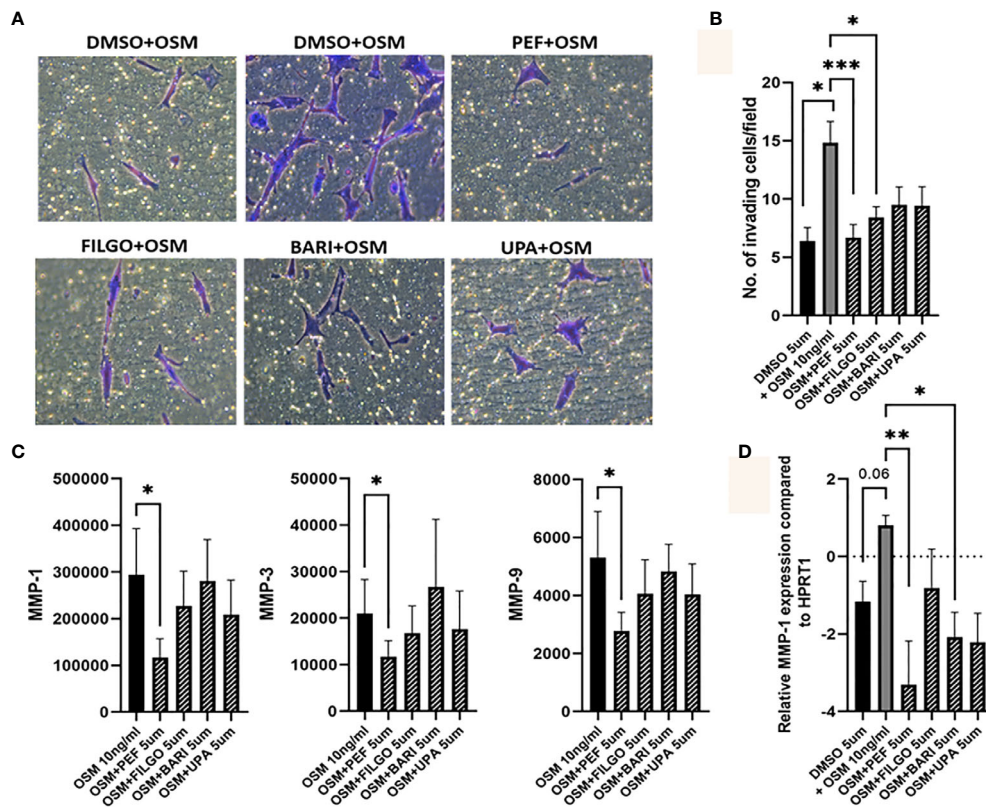 A
DMSO+OSM
DMSO+OSM
PEF+OSM
FILGO+OSM
BARI+OSM
UPA+OSM
B
No. of invading cells/field
20
15
10
5
0
*
***
*
DMSO 5um
+ OSM 10ng/ml
OSM+PEF 5um
OSM+FILGO 5um
OSM+BARI 5um
OSM+UPA 5um
C
MMP-1
500000
400000
300000
200000
100000
0
*
OSM 10ng/ml
OSM+PEF 5um
OSM+FILGO 5um
OSM+BARI 5um
OSM+UPA 5um
MMP-3
50000
40000
30000
20000
10000
0
*
OSM 10ng/ml
OSM+PEF 5um
OSM+FILGO 5um
OSM+BARI 5um
OSM+UPA 5um
MMP-9
8000
6000
4000
2000
0
*
OSM 10ng/ml
OSM+PEF 5um
OSM+FILGO 5um
OSM+BARI 5um
OSM+UPA 5um
D
Relative MMP-1 expression compared
to HPRT1
2
0
-2
-4
0.06
**
*
DMSO 5um
+ OSM 10ng/ml
OSM+PEF 5um
OSM+FILGO 5um
OSM+BARI 5um
OSM+UPA 5um